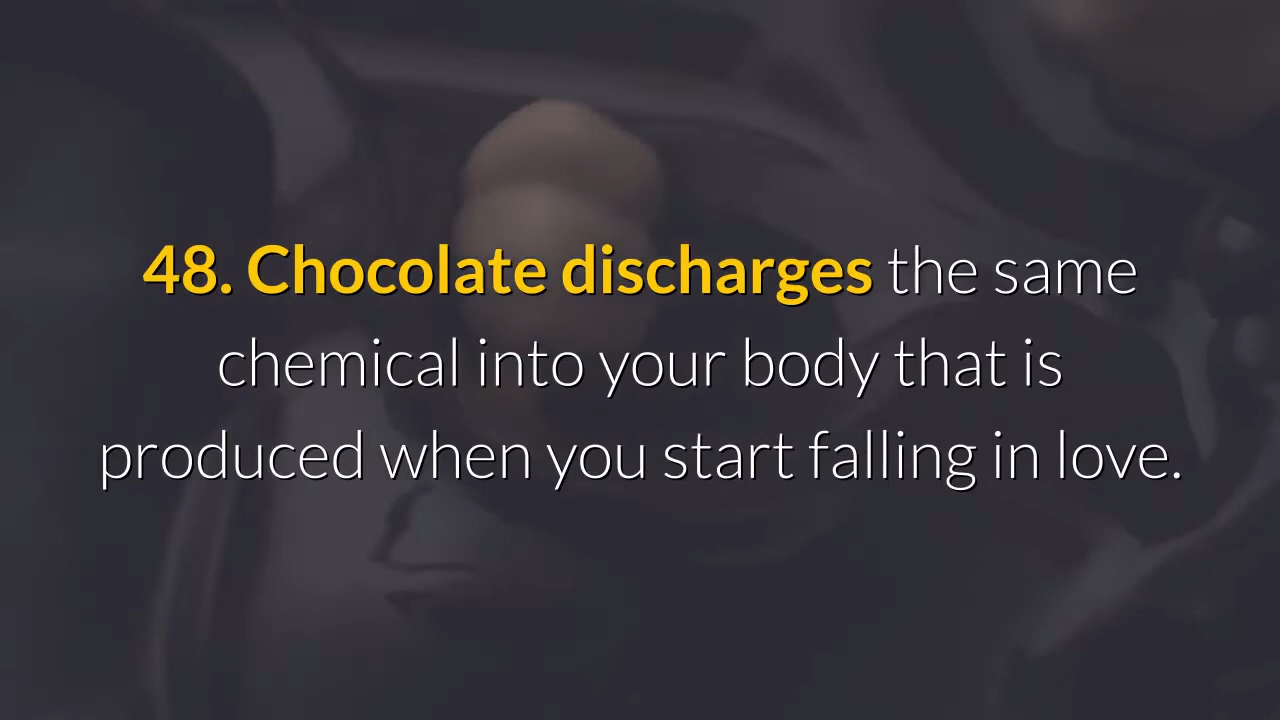 48. Chocolate discharges the same
chemical into your body that is
produced when you start falling in love.